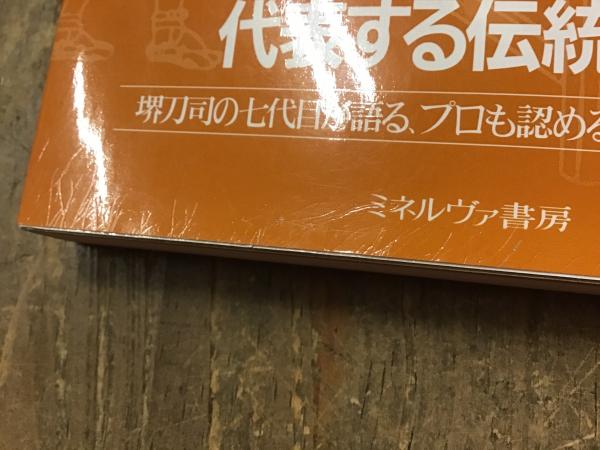 代表する伝統
堺刀司の七代目が語る、プロも認める
ミネルヴァ書房